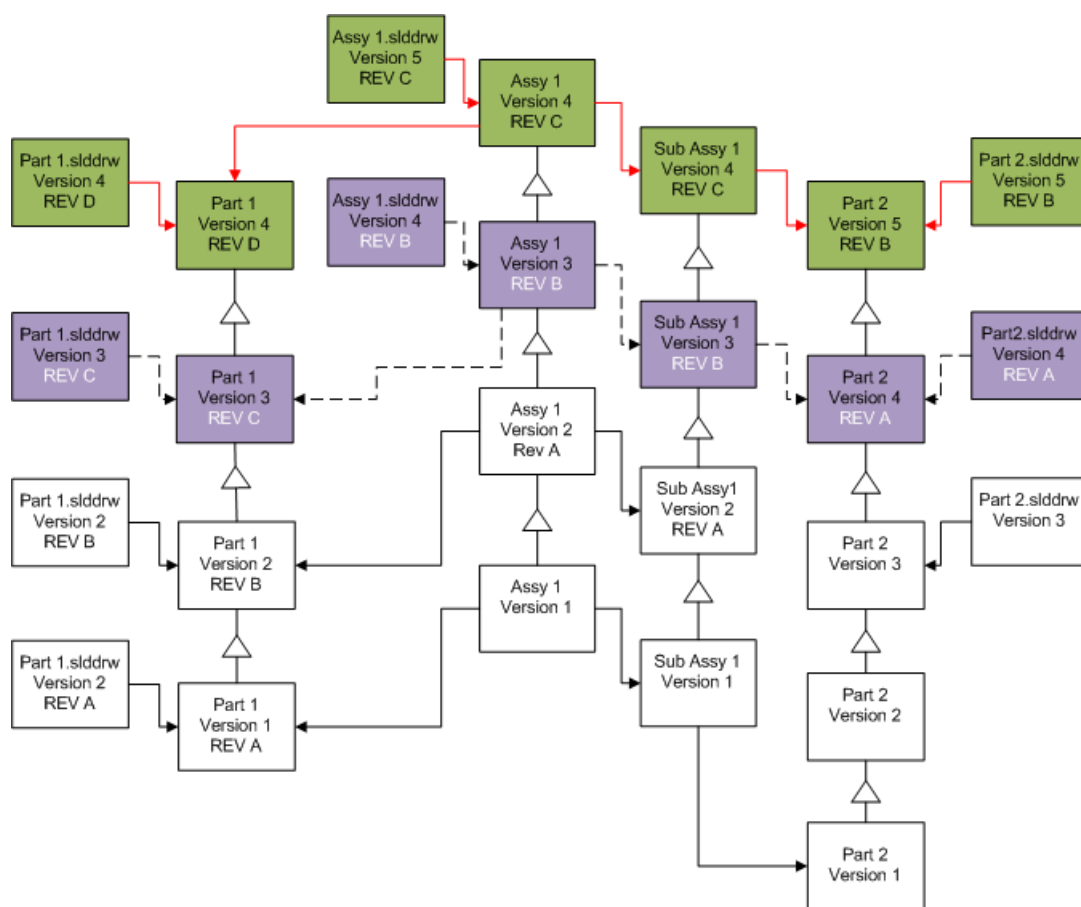 Assy 1.slddrw
Version 5
REV C
Assy 1
Version 4
REV C
Part 1.slddrw
Version 4
REV D
Part 1
Version 4
REV D
Assy 1.slddrw
Version 4
REV B
Assy 1
Version 3
REV B
Sub Assy 1
Version 4
REV C
Part 2
Version 5
REV B
Part 2.slddrw
Version 5
REV B
Part 1.slddrw
Version 3
REV C
Part 1
Version 3
REV C
Sub Assy 1
Version 3
REV B
Part 2
Version 4
REV A
Part2.slddrw
Version 4
REV A
Assy 1
Version 2
Rev A
Part 1.slddrw
Version 2
REV B
Part 1
Version 2
REV B
Sub Assy1
Version 2
REV A
Part 2
Version 3
Part 2.slddrw
Version 3
Assy 1
Version 1
Part 1.slddrw
Version 2
REV A
Part 1
Version 1
REV A
Sub Assy 1
Version 1
Part 2
Version 2
Part 2
Version 1